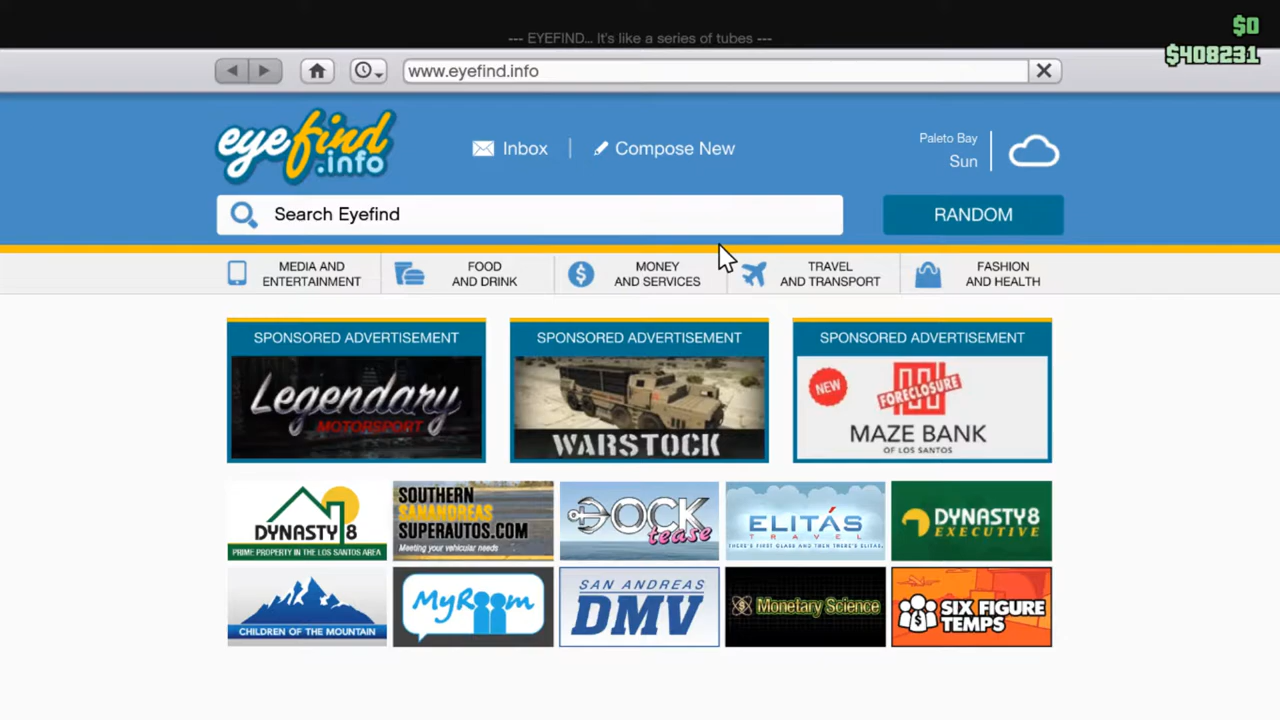 $0
--- EYEFIND... It's like a series of tubes ---
$408231
www.eyefind.info
eyefind
.info
Inbox
Compose New
Paleto Bay
Sun
Search Eyefind
RANDOM
MEDIA AND
ENTERTAINMENT
FOOD
AND DRINK
MONEY
AND SERVICES
TRAVEL
AND TRANSPORT
FASHION
AND HEALTH
SPONSORED ADVERTISEMENT
Legendary
MOTORSPORT
SPONSORED ADVERTISEMENT
WARSTOCK
SPONSORED ADVERTISEMENT
NEW
FORECLOSURE
MAZE BANK
OF LOS SANTOS
DYNASTY 8
PRIME PROPERTY IN THE LOS SANTOS AREA
SOUTHERN
SANANDREAS
SUPERAUTOS.COM
Meeting your vehicular needs
DOCK
tease
ELITÁS
TRAVEL
THERE'S FIRST CLASS AND THEN THERE'S ELITAS.
DYNASTY 8
EXECUTIVE
CHILDREN OF THE MOUNTAIN
MyRoom
SAN ANDREAS
DMV
Monetary Science
SIX FIGURE
TEMPS